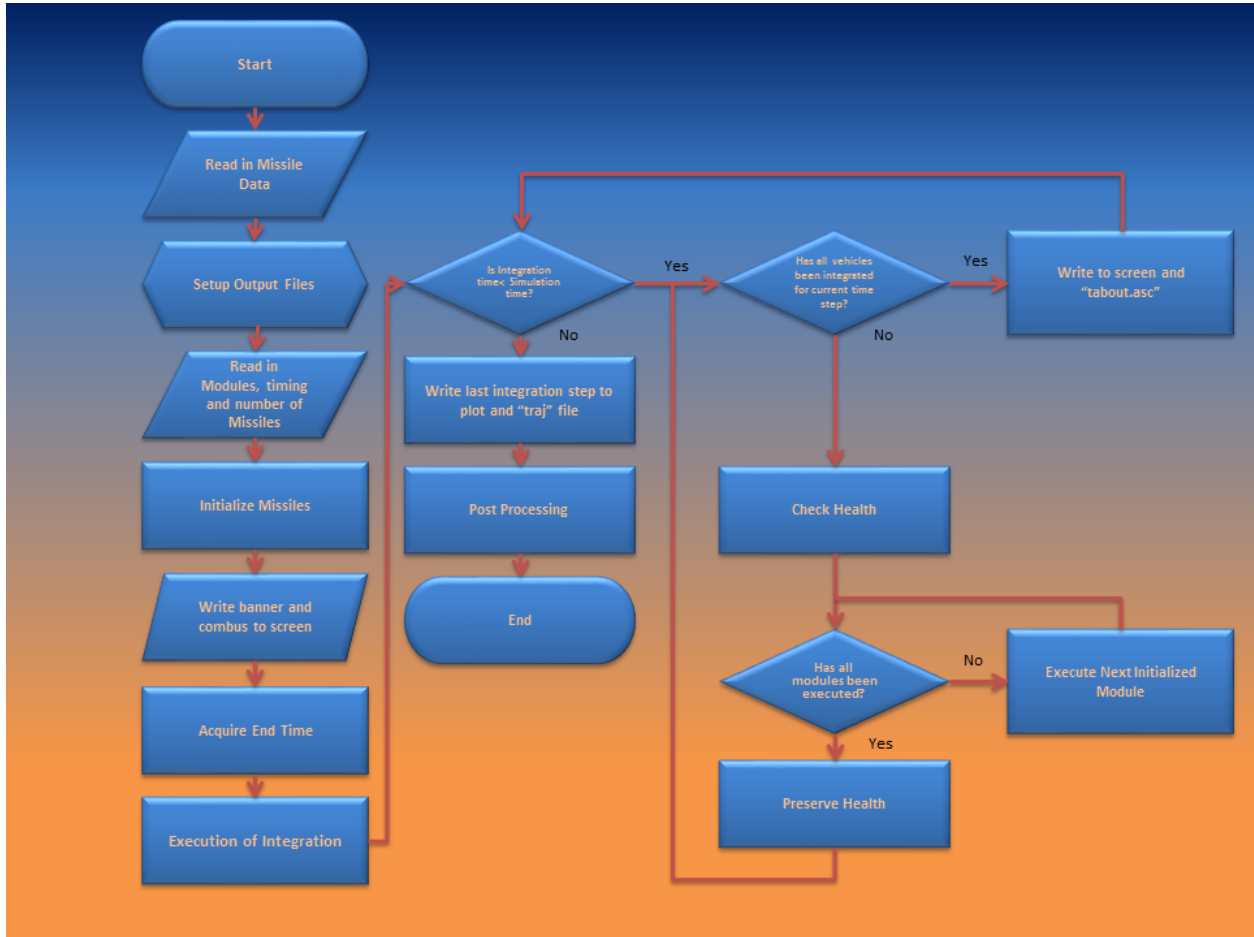 Start
Read in Missile
Data
Setup Output Files
Read in
Modules, timing
and number of
Missiles
Initialize Missiles
Write banner and
combus to screen
Acquire End Time
Execution of Integration
Is Integration
time< Simulation
time?
Yes
No
Write last integration step to
plot and “traj” file
Post Processing
End
Has all vehicles
been integrated
for current time
step?
Yes
No
Write to screen and
“tabout.asc”
Check Health
Has all
modules been
executed?
No
Yes
Execute Next Initialized
Module
Preserve Health